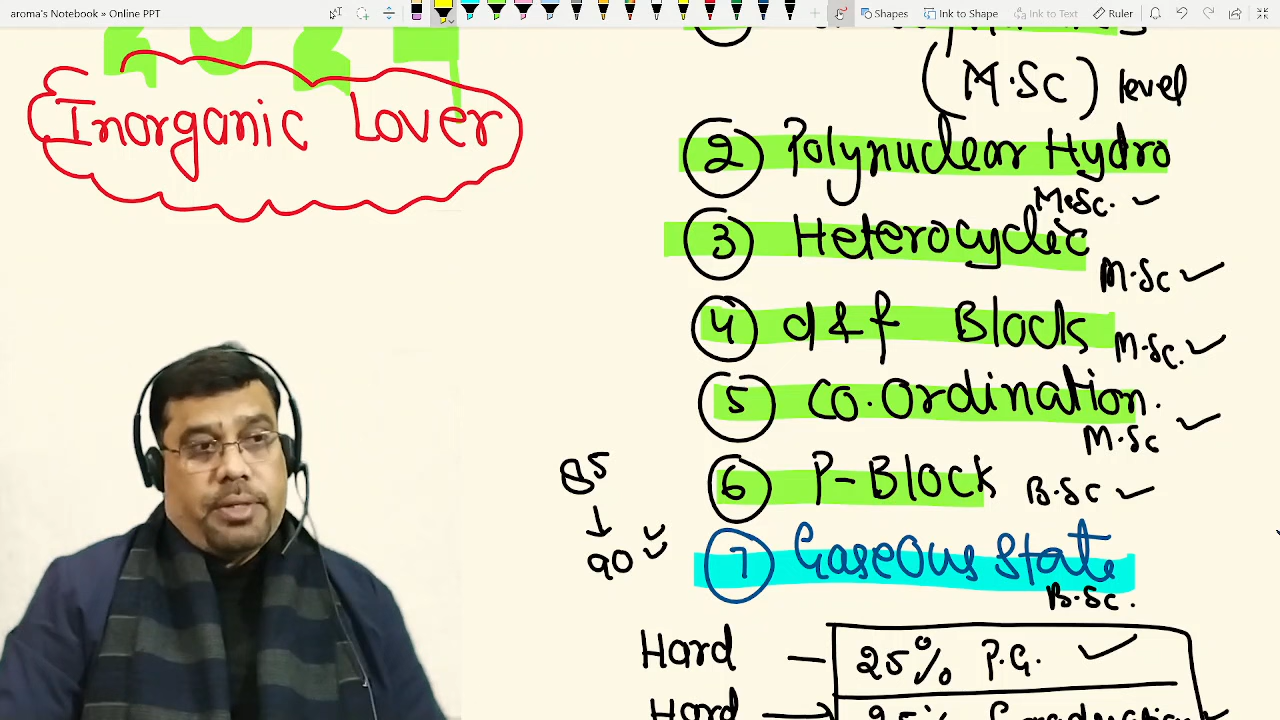 aroma's Notebook » Online PPT
Shapes
Ink to Shape
Ink to Text
Ruler
2024
Inorganic Lover
(M.Sc) level
2 Polynuclear Hydro
M.Sc.
3 Heterocyclic
M.Sc
4 d&f Block
M.Sc.
5 Co.Ordination.
M.Sc
6 P-Block B.Sc
85
90
7 Gaseous State
B.Sc.
Hard — 25% P.G.
Hard